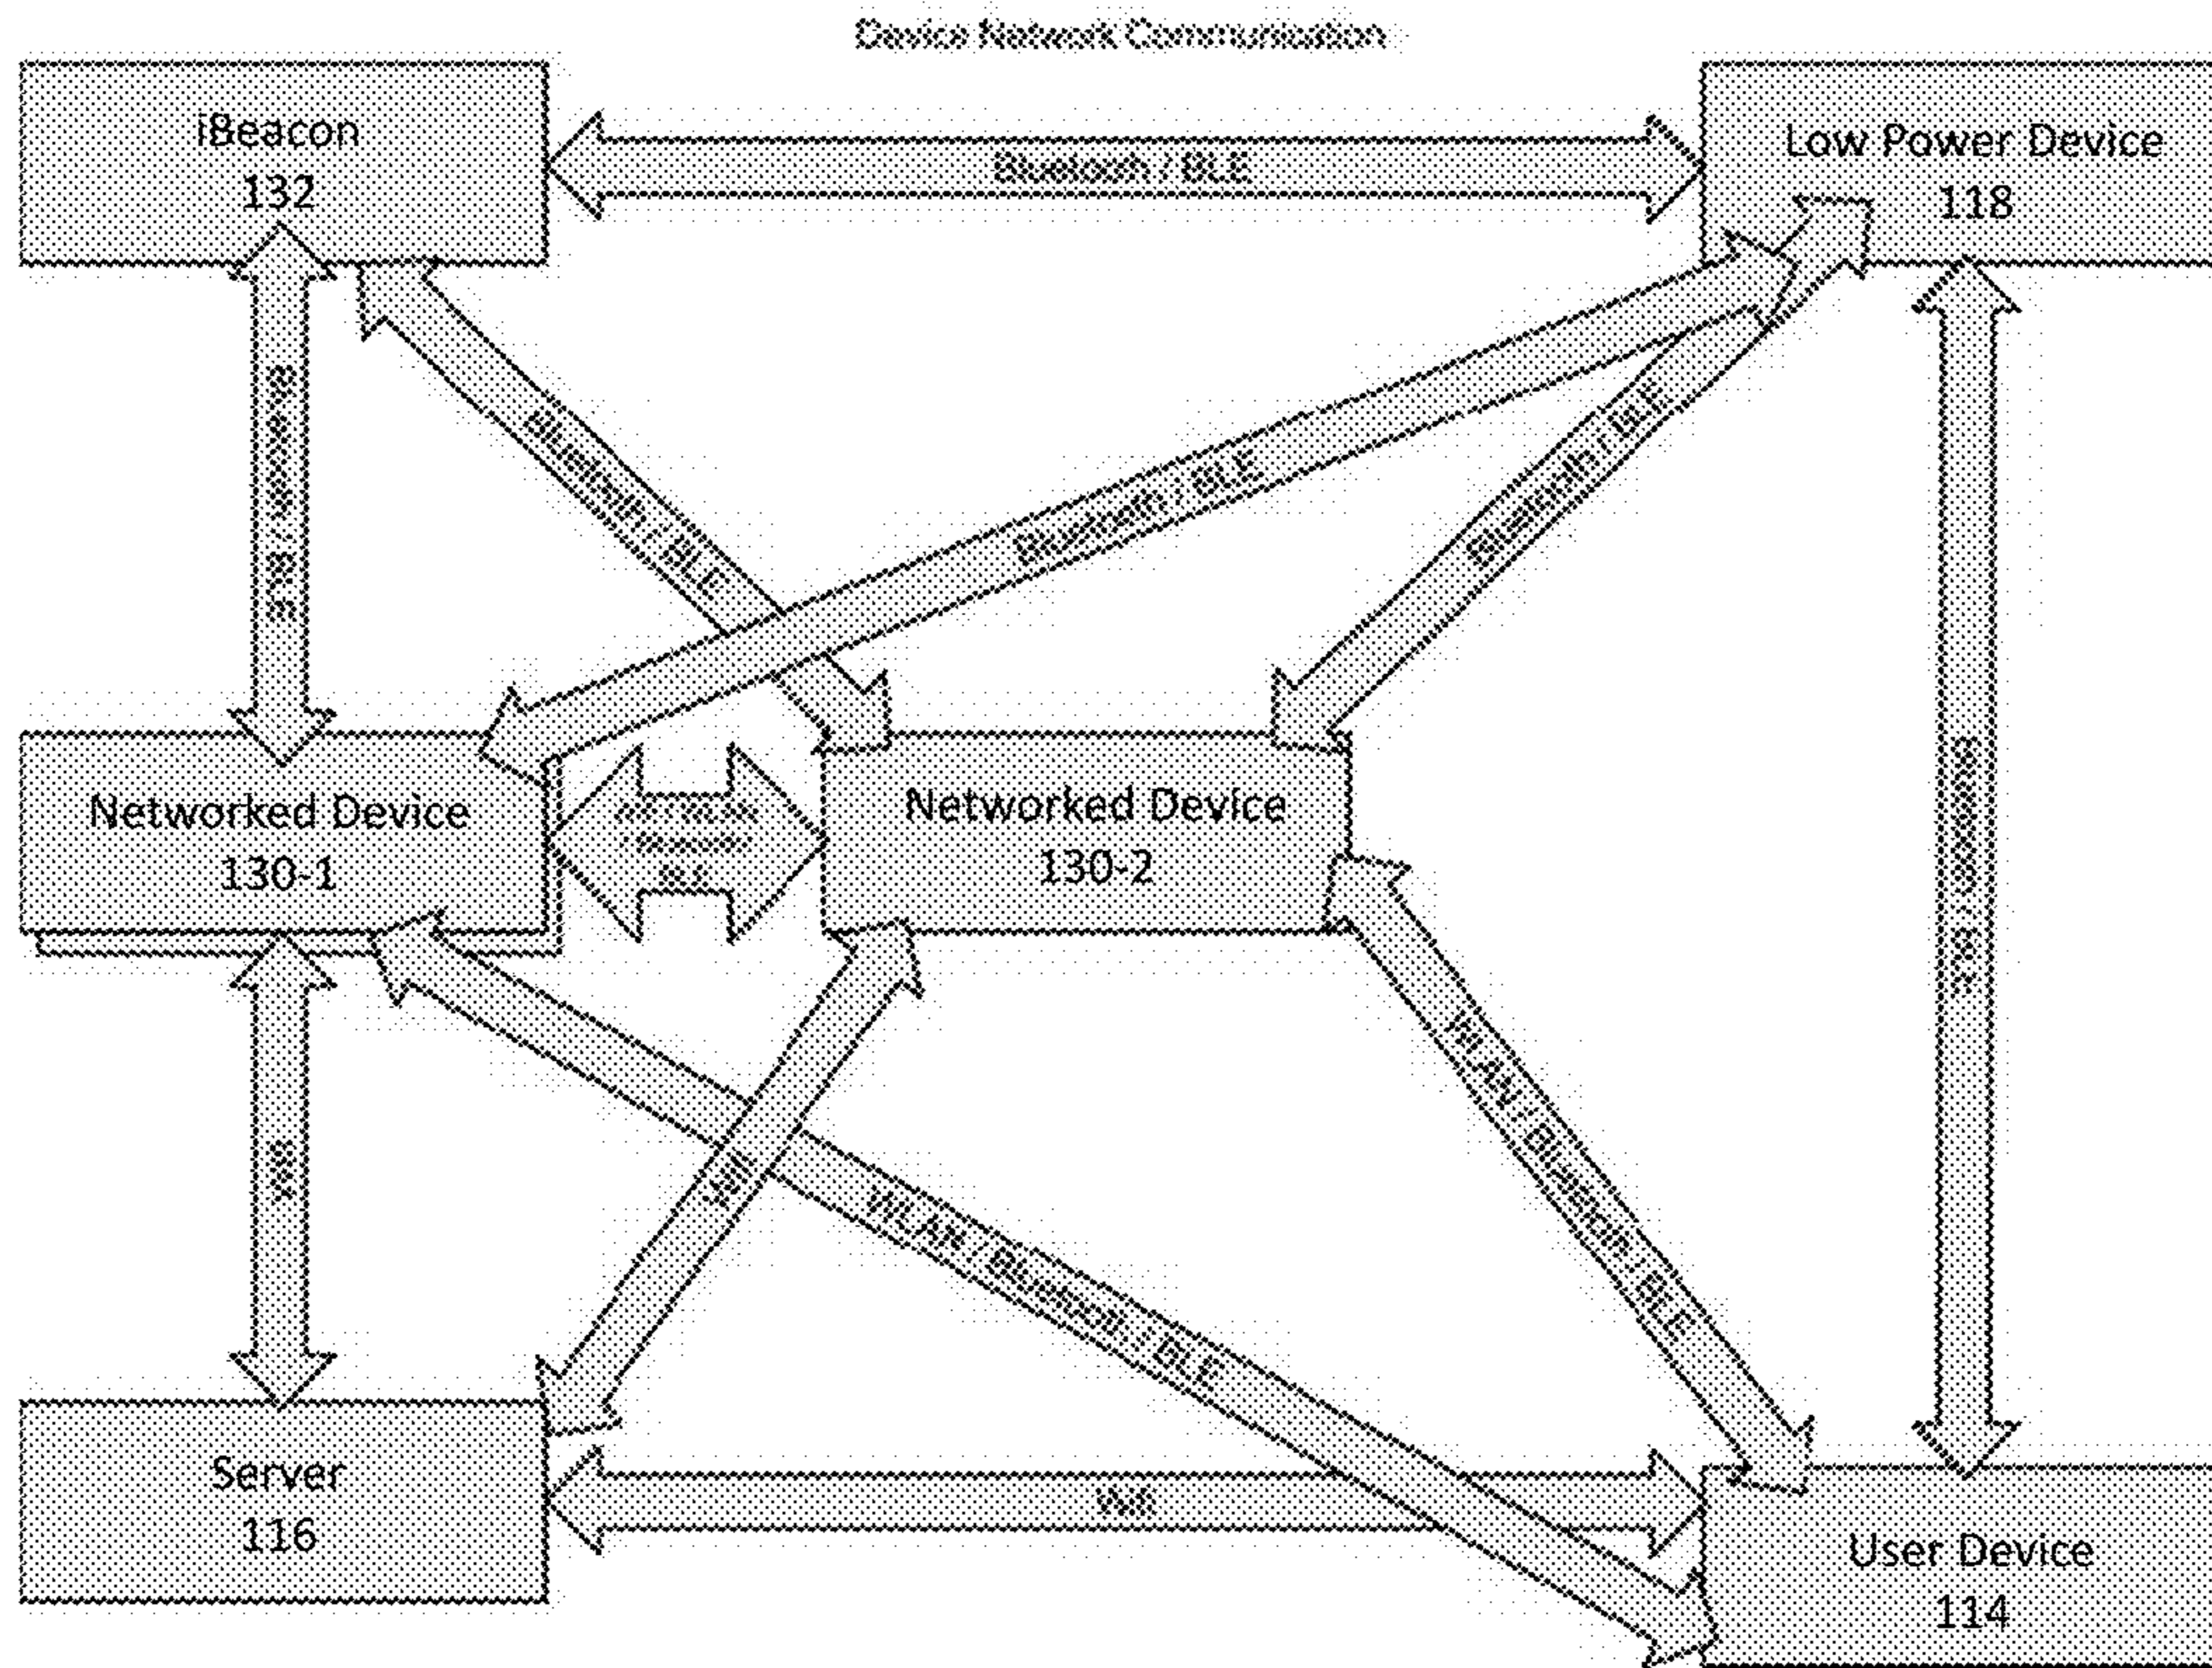 Device Network Communication
iBeacon
132
Bluetooth / BLE
Low Power Device
118
Bluetooth / BLE
Bluetooth / BLE
Bluetooth / BLE
Bluetooth / BLE
Networked Device
130-1
BLE
Networked Device
130-2
Bluetooth / BLE
Wifi
Wifi
WLAN / Bluetooth / BLE
WLAN / Bluetooth / BLE
Server
116
Wifi
User Device
114